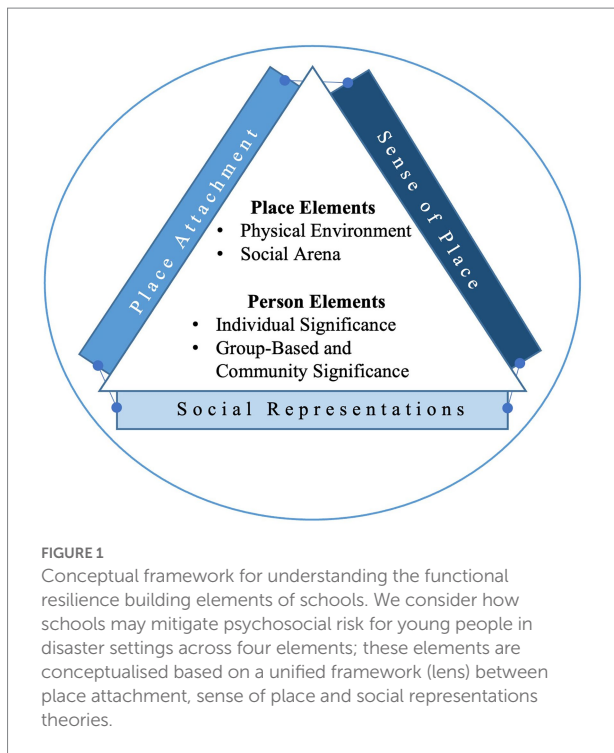 Place Attachment
Sense of Place
Place Elements
• Physical Environment
• Social Arena
Person Elements
• Individual Significance
• Group-Based and
Community Significance
Social Representations
FIGURE 1
Conceptual framework for understanding the functional
resilience building elements of schools. We consider how
schools may mitigate psychosocial risk for young people in
disaster settings across four elements; these elements are
conceptualised based on a unified framework (lens) between
place attachment, sense of place and social representations
theories.